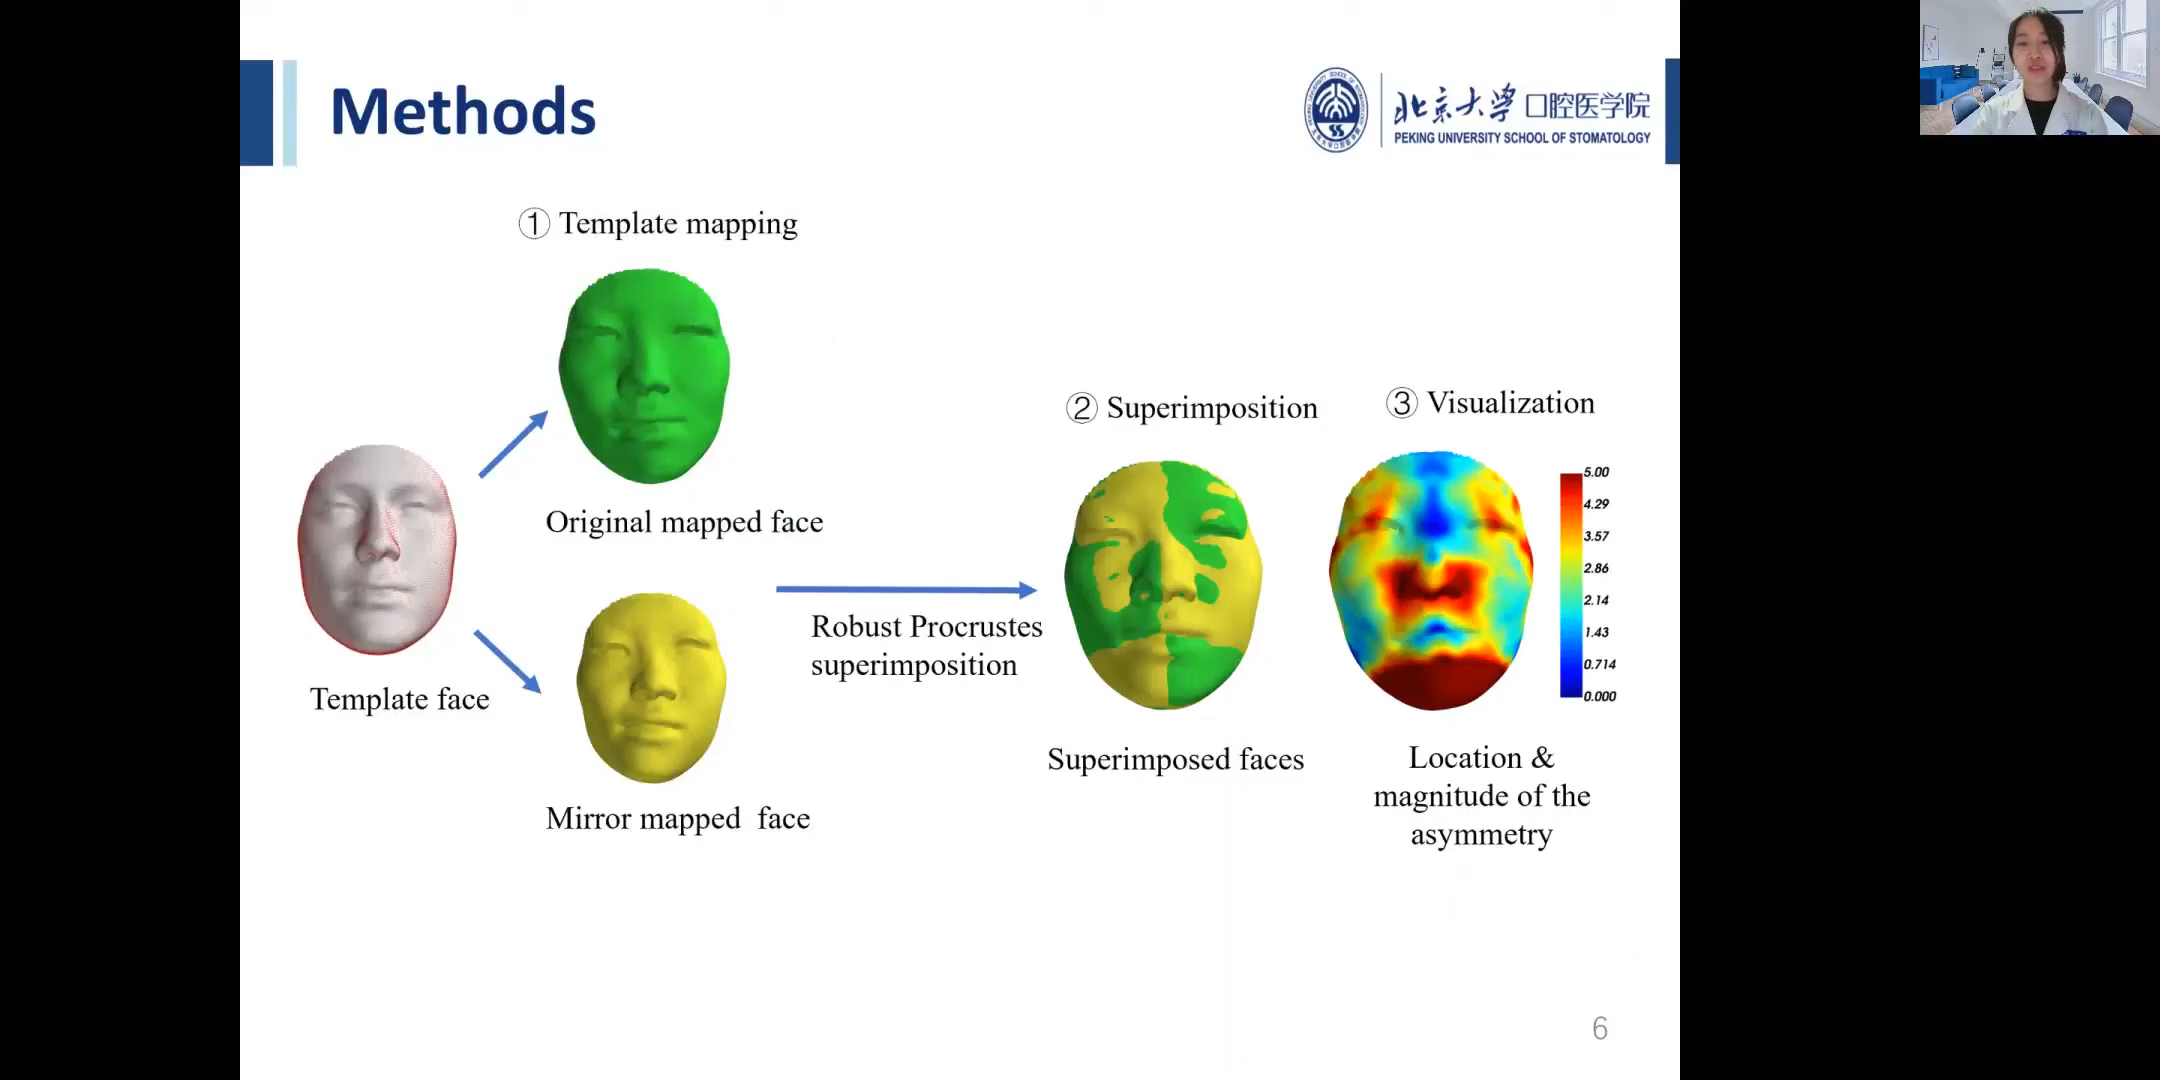 Methods
北京大学 口腔医学院
PEKING UNIVERSITY SCHOOL OF STOMATOLOGY
① Template mapping
Original mapped face
Template face
Mirror mapped face
Robust Procrustes
superimposition
② Superimposition
Superimposed faces
③ Visualization
5.00
4.29
3.57
2.86
2.14
1.43
0.714
0.000
Location &
magnitude of the
asymmetry
6